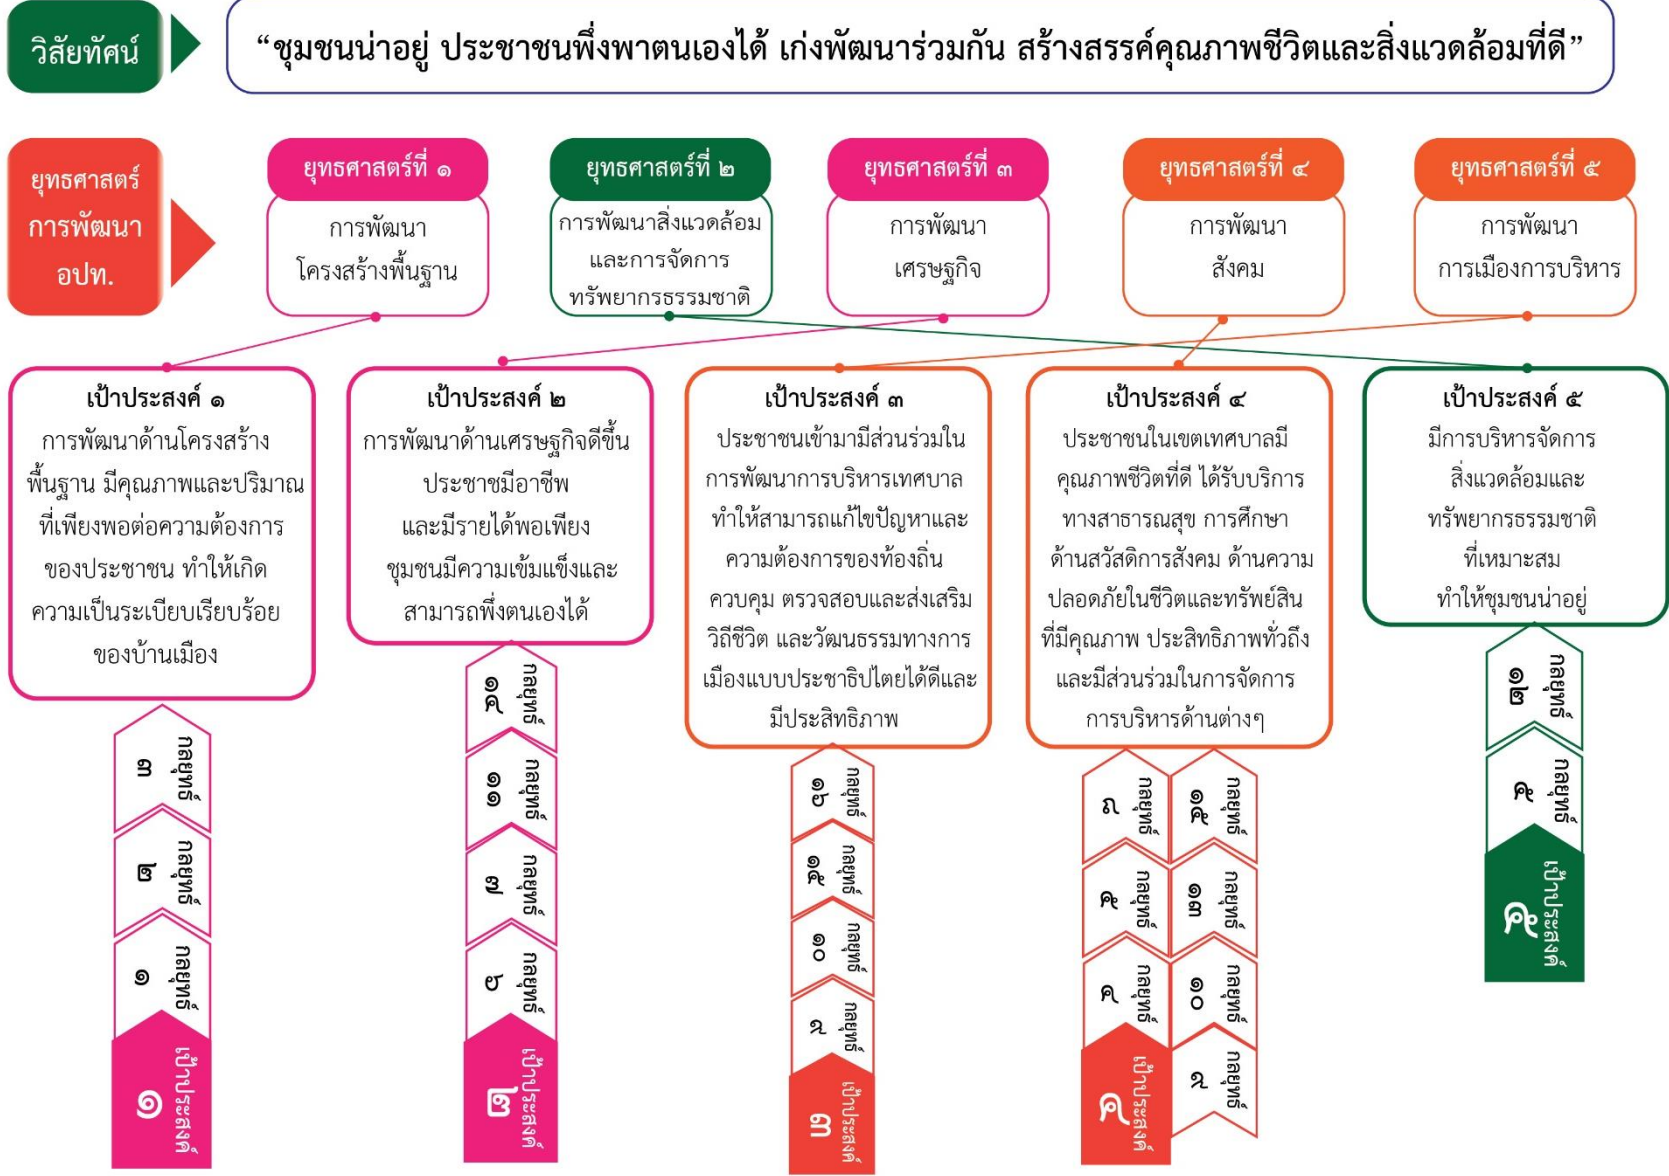 วิสัยทัศน์
“ชุมชนน่าอยู่ ประชาชนพึ่งพาตนเองได้ เก่งพัฒนาร่วมกัน สร้างสรรค์คุณภาพชีวิตและสิ่งแวดล้อมที่ดี”
ยุทธศาสตร์
การพัฒนา
อปท.
ยุทธศาสตร์ที่ ๑
การพัฒนา
โครงสร้างพื้นฐาน
ยุทธศาสตร์ที่ ๒
การพัฒนาสิ่งแวดล้อม
และการจัดการ
ทรัพยากรธรรมชาติ
ยุทธศาสตร์ที่ ๓
การพัฒนา
เศรษฐกิจ
ยุทธศาสตร์ที่ ๔
การพัฒนา
สังคม
ยุทธศาสตร์ที่ ๕
การพัฒนา
การเมืองการบริหาร
เป้าประสงค์ ๑
การพัฒนาด้านโครงสร้าง
พื้นฐาน มีคุณภาพและปริมาณ
ที่เพียงพอต่อความต้องการ
ของประชาชน ทำให้เกิด
ความเป็นระเบียบเรียบร้อย
ของบ้านเมือง
เป้าประสงค์ ๒
การพัฒนาด้านเศรษฐกิจดีขึ้น
ประชาชมีอาชีพ
และมีรายได้พอเพียง
ชุมชนมีความเข้มแข็งและ
สามารถพึ่งตนเองได้
เป้าประสงค์ ๓
ประชาชนเข้ามามีส่วนร่วมใน
การพัฒนาการบริหารเทศบาล
ทำให้สามารถแก้ไขปัญหาและ
ความต้องการของท้องถิ่น
ควบคุม ตรวจสอบและส่งเสริม
วิถีชีวิต และวัฒนธรรมทางการ
เมืองแบบประชาธิปไตยได้ดีและ
มีประสิทธิภาพ
เป้าประสงค์ ๔
ประชาชนในเขตเทศบาลมี
คุณภาพชีวิตที่ดี ได้รับบริการ
ทางสาธารณสุข การศึกษา
ด้านสวัสดิการสังคม ด้านความ
ปลอดภัยในชีวิตและทรัพย์สิน
ที่มีคุณภาพ ประสิทธิภาพทั่วถึง
และมีส่วนร่วมในการจัดการ
การบริหารด้านต่างๆ
เป้าประสงค์ ๕
มีการบริหารจัดการ
สิ่งแวดล้อมและ
ทรัพยากรธรรมชาติ
ที่เหมาะสม
ทำให้ชุมชนน่าอยู่
กลยุทธ์
๓
กลยุทธ์
๒
กลยุทธ์
๑
เป้าประสงค์
๑
กลยุทธ์
๑๔
กลยุทธ์
๑๑
กลยุทธ์
๗
กลยุทธ์
๖
เป้าประสงค์
๒
กลยุทธ์
๑๖
กลยุทธ์
๑๕
กลยุทธ์
๑๐
กลยุทธ์
๙
เป้าประสงค์
๓
กลยุทธ์
๘
กลยุทธ์
๕
กลยุทธ์
๔
เป้าประสงค์
๔
กลยุทธ์
๑๕
กลยุทธ์
๑๓
กลยุทธ์
๑๐
กลยุทธ์
๙
กลยุทธ์
๑๒
กลยุทธ์
๕
เป้าประสงค์
๕